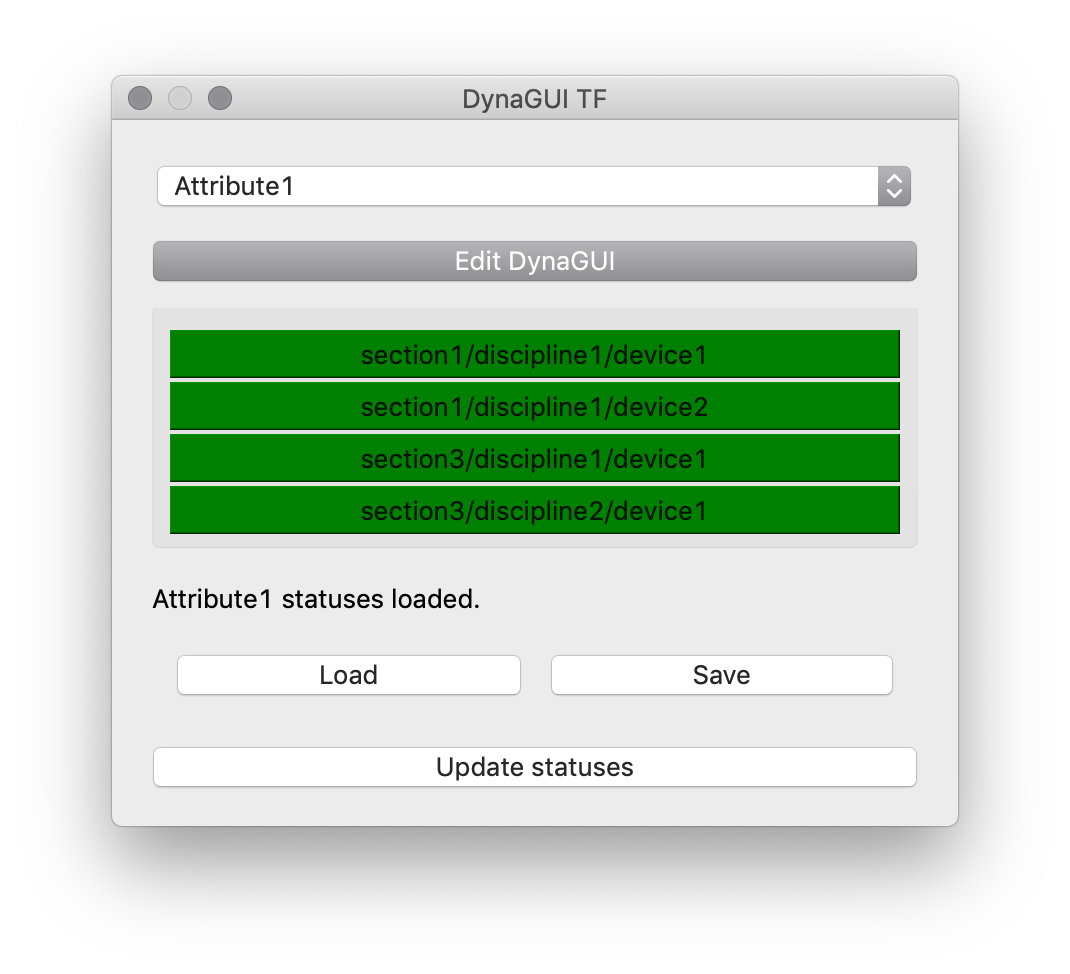 DynaGUI TF
Attribute1
Edit DynaGUI
section1/discipline1/device1
section1/discipline1/device2
section3/discipline1/device1
section3/discipline2/device1
Attribute1 statuses loaded.
Load Save
Update statuses